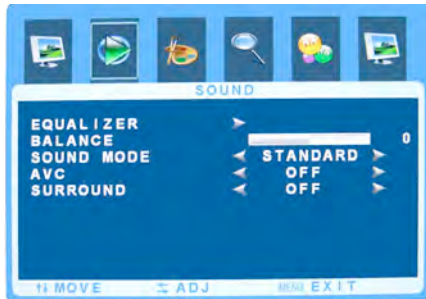 SOUND
EQUALIZER
BALANCE 0
SOUND MODE STANDARD
AVC OFF
SURROUND OFF
MOVE ADJ MENU EXIT